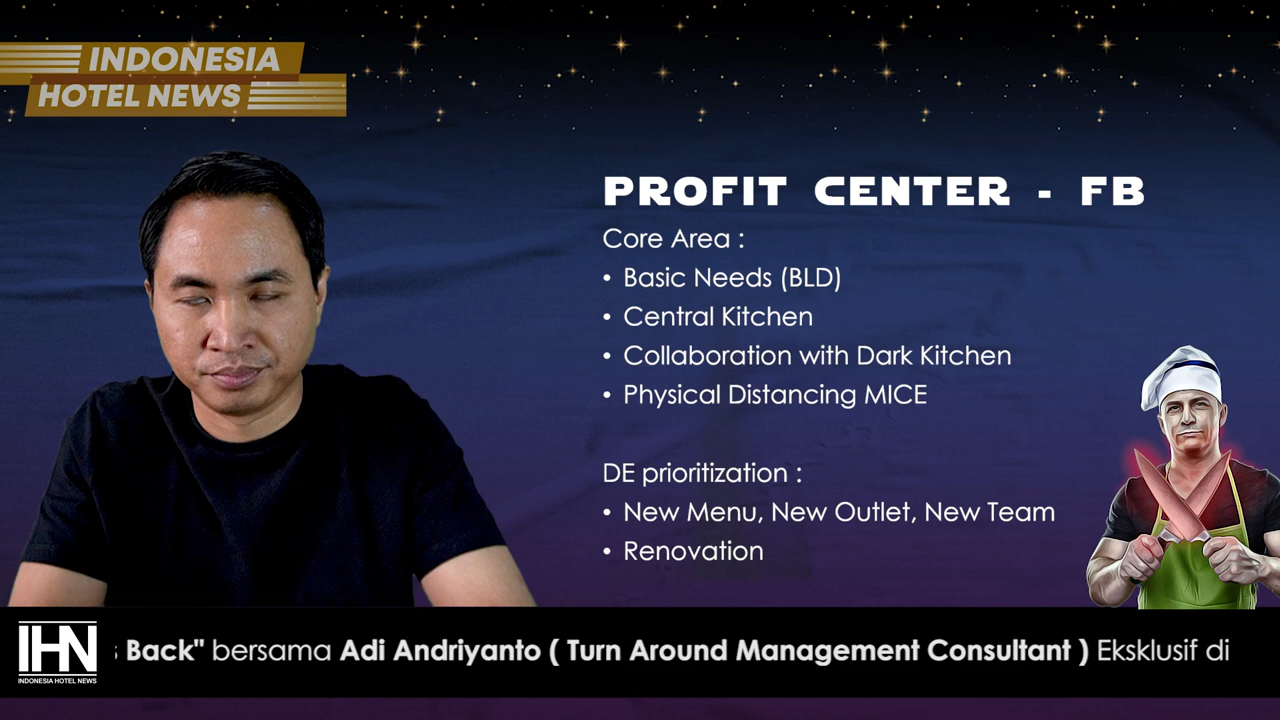 INDONESIA
HOTEL NEWS
PROFIT CENTER - FB
Core Area :
• Basic Needs (BLD)
• Central Kitchen
• Collaboration with Dark Kitchen
• Physical Distancing MICE
DE prioritization :
• New Menu, New Outlet, New Team
• Renovation
IHN
INDONESIA HOTEL NEWS
Back" bersama Adi Andriyanto ( Turn Around Management Consultant ) Eksklusif di